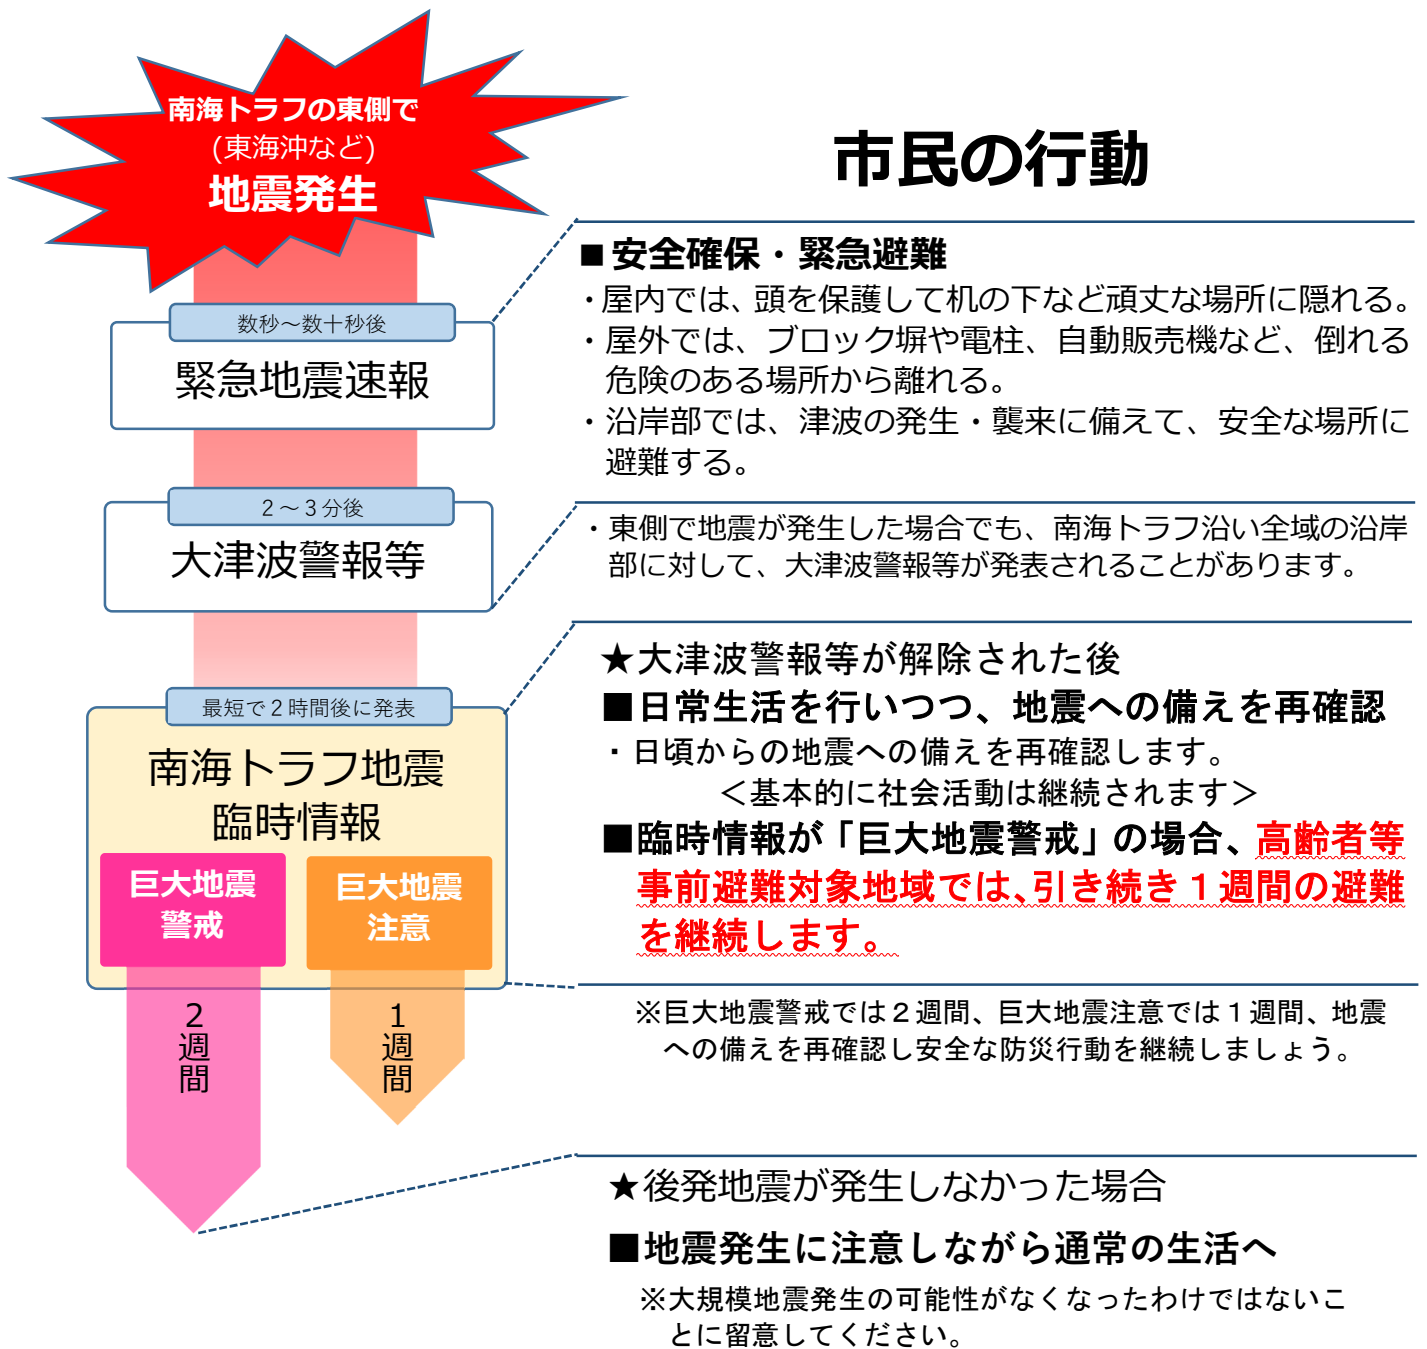 南海トラフの東側で
(東海沖など)
地震発生
市民の行動
数秒～数十秒後
緊急地震速報
■安全確保・緊急避難
・屋内では、頭を保護して机の下など頑丈な場所に隠れる。
・屋外では、ブロック塀や電柱、自動販売機など、倒れる
危険のある場所から離れる。
・沿岸部では、津波の発生・襲来に備えて、安全な場所に
避難する。
２～３分後
大津波警報等
・東側で地震が発生した場合でも、南海トラフ沿い全域の沿岸
部に対して、大津波警報等が発表されることがあります。
最短で２時間後に発表
南海トラフ地震
臨時情報
巨大地震
警戒
巨大地震
注意
2週間
1週間
★大津波警報等が解除された後
■日常生活を行いつつ、地震への備えを再確認
・日頃からの地震への備えを再確認します。
＜基本的に社会活動は継続されます＞
■臨時情報が「巨大地震警戒」の場合、高齢者等
事前避難対象地域では、引き続き１週間の避難
を継続します。
※巨大地震警戒では２週間、巨大地震注意では１週間、地震
への備えを再確認し安全な防災行動を継続しましょう。
★後発地震が発生しなかった場合
■地震発生に注意しながら通常の生活へ
※大規模地震発生の可能性がなくなったわけではないこ
とに留意してください。